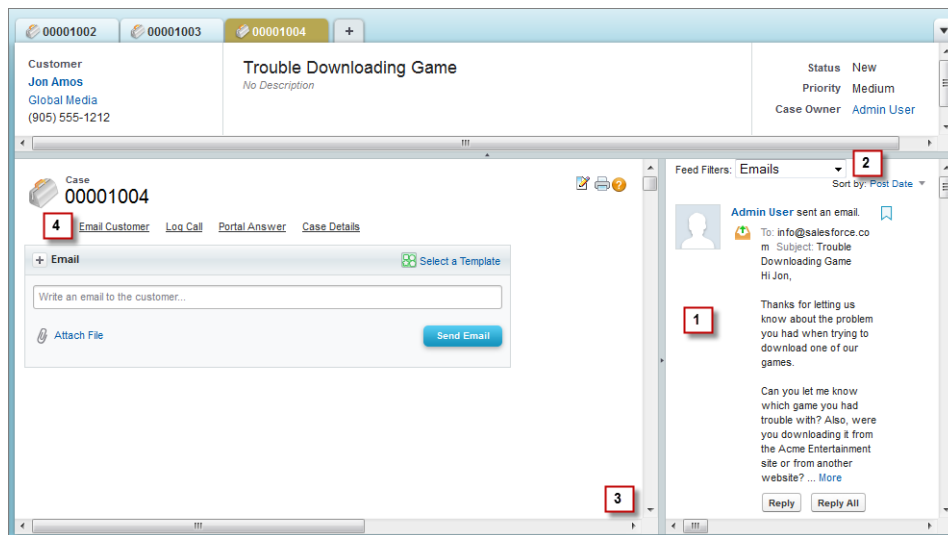 00001002
00001003
00001004
+
Customer
Jon Amos
Global Media
(905) 555-1212
Trouble Downloading Game
No Description
Status New
Priority Medium
Case Owner Admin User
Case
00001004
4
Email Customer
Log Call
Portal Answer
Case Details
+ Email
Select a Template
Write an email to the customer...
Attach File
Send Email
3
Feed Filters: Emails
2
Sort by: Post Date
Admin User sent an email.
To: info@salesforce.co
m Subject: Trouble
Downloading Game
Hi Jon,
1
Thanks for letting us
know about the problem
you had when trying to
download one of our
games.
Can you let me know
which game you had
trouble with? Also, were
you downloading it from
the Acme Entertainment
site or from another
website? ... More
Reply
Reply All